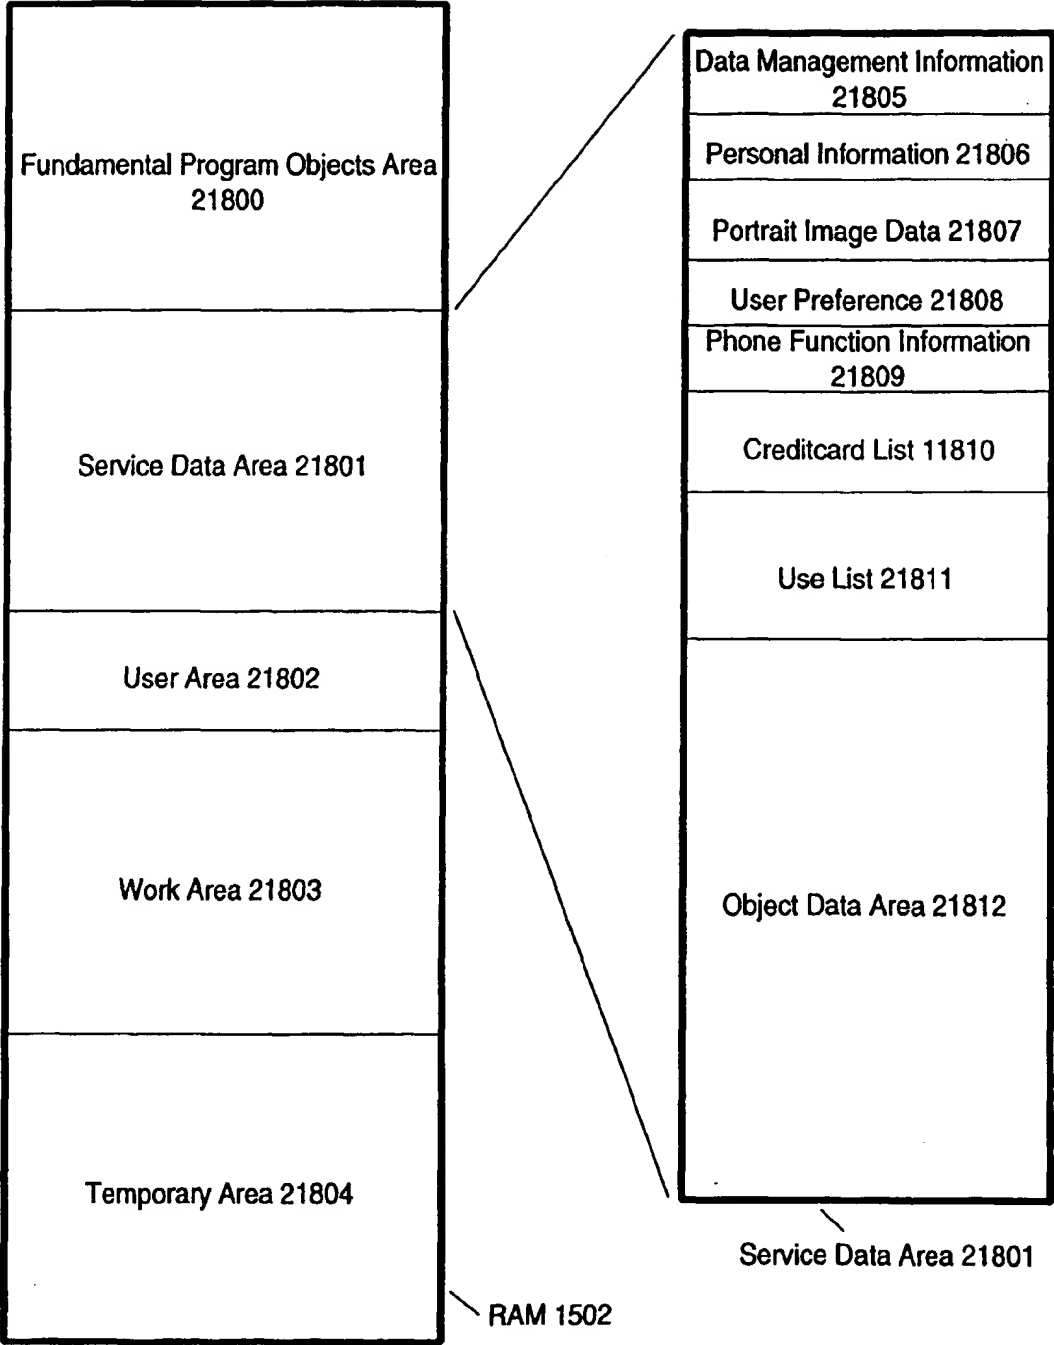 Fundamental Program Objects Area
21800
Service Data Area 21801
User Area 21802
Work Area 21803
Temporary Area 21804
RAM 1502
Data Management Information
21805
Personal Information 21806
Portrait Image Data 21807
User Preference 21808
Phone Function Information
21809
Creditcard List 11810
Use List 21811
Object Data Area 21812
Service Data Area 21801